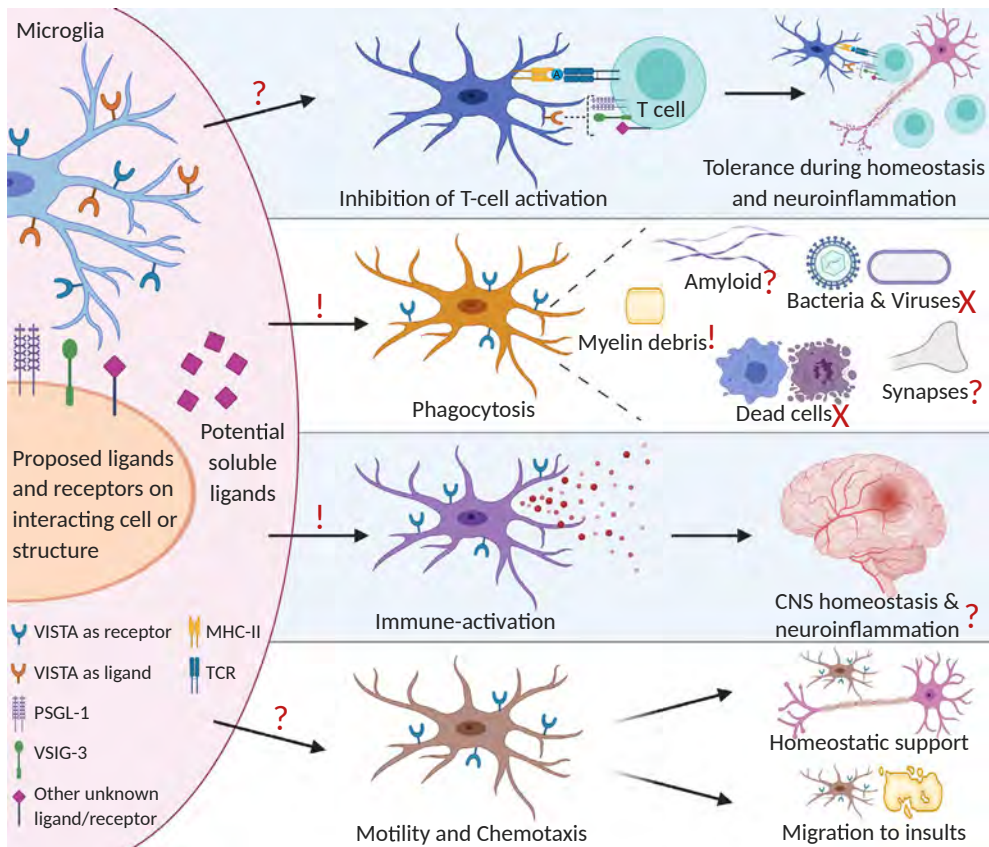 Microglia
?
A
T cell
Inhibition of T-cell activation
Tolerance during homeostasis
and neuroinflammation
!
Phagocytosis
Amyloid?
Bacteria & VirusesX
Myelin debris!
Dead cellsX
Synapses?
Potential
soluble
ligands
Proposed ligands
and receptors on
interacting cell or
structure
!
Immune-activation
CNS homeostasis &
neuroinflammation ?
VISTA as receptor
MHC-II
VISTA as ligand
TCR
PSGL-1
VSIG-3
Other unknown
ligand/receptor
?
Motility and Chemotaxis
Homeostatic support
Migration to insults